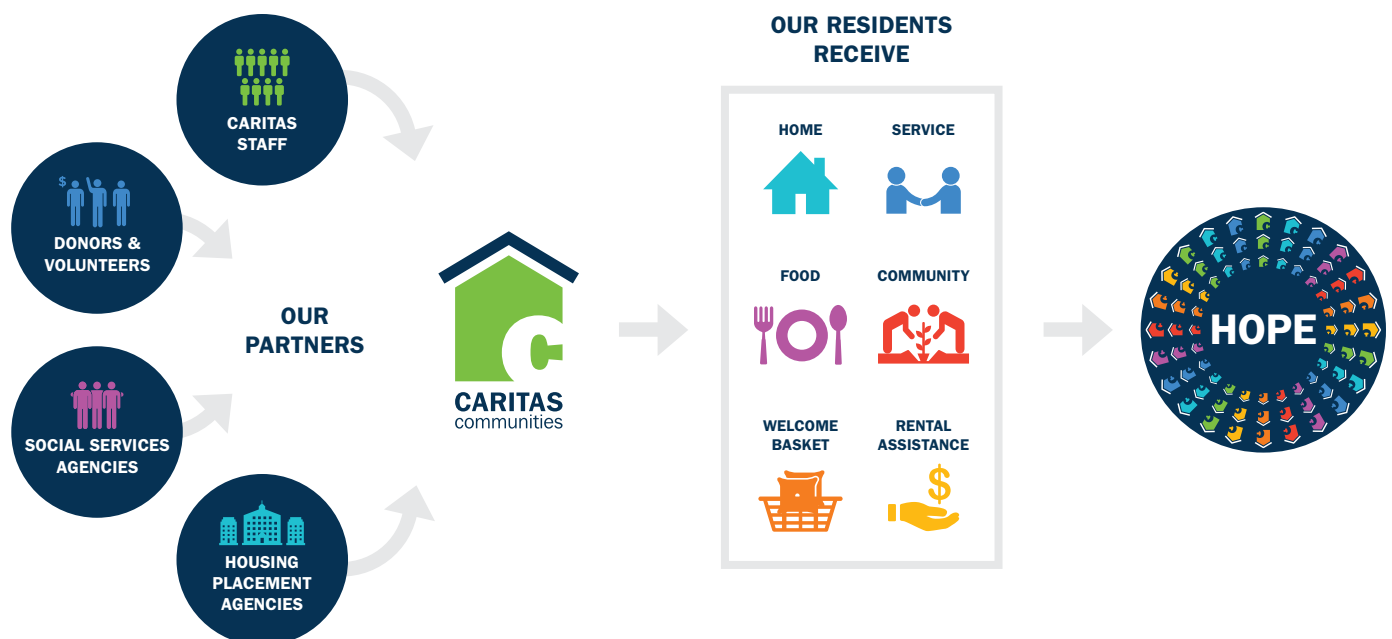 CARITAS
STAFF
$
DONORS &
VOLUNTEERS
OUR
PARTNERS
SOCIAL SERVICES
AGENCIES
HOUSING
PLACEMENT
AGENCIES
C
CARITAS
communities
OUR RESIDENTS
RECEIVE
HOME
SERVICE
FOOD
COMMUNITY
WELCOME
BASKET
RENTAL
ASSISTANCE
$
HOPE